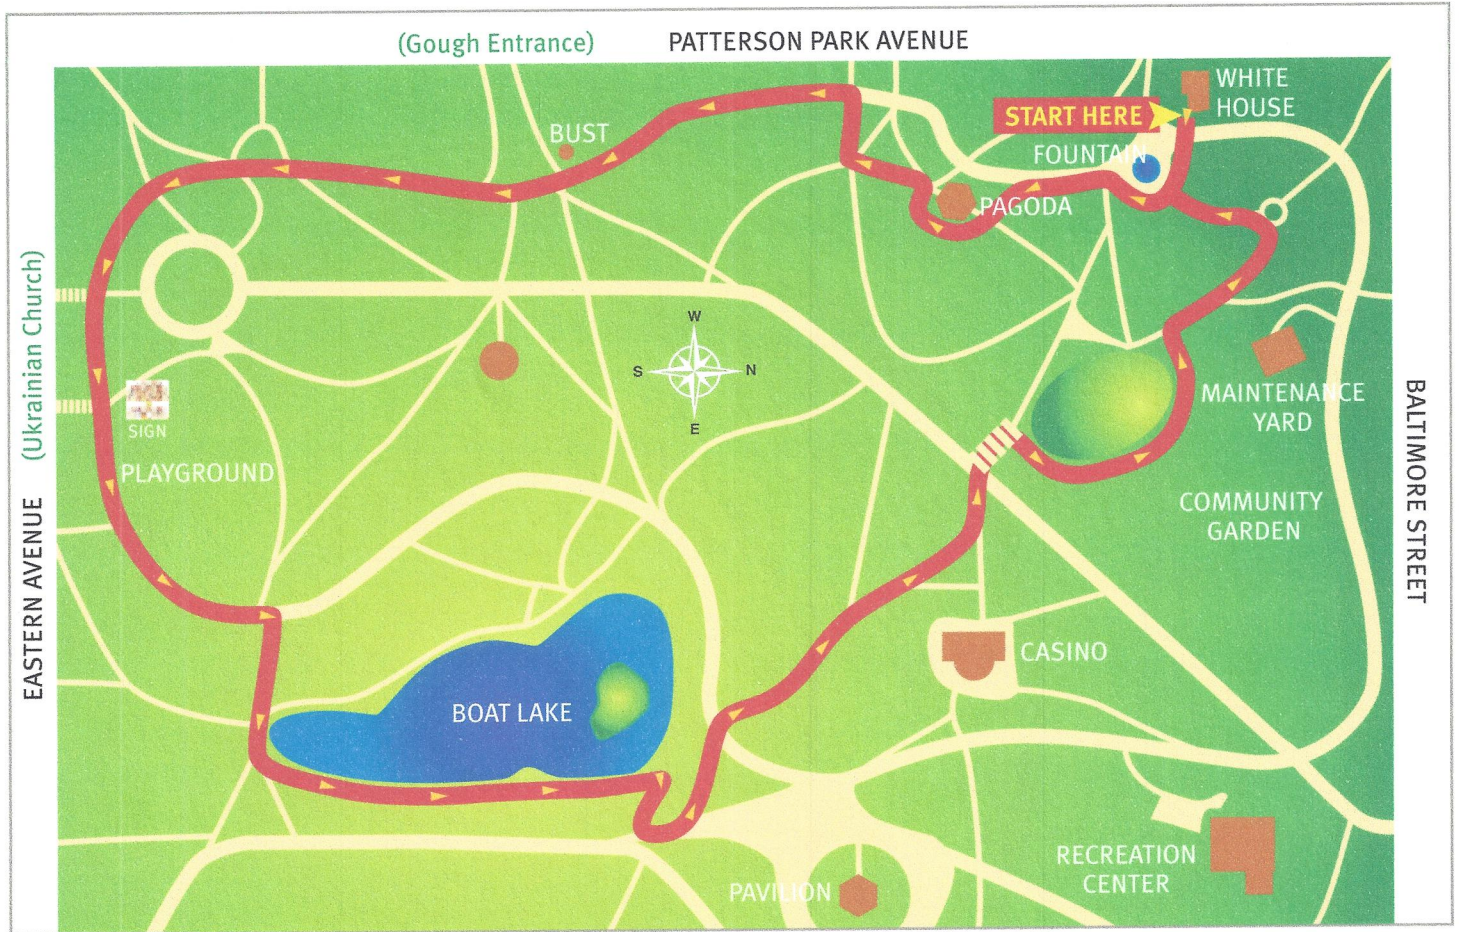 (Gough Entrance)
PATTERSON PARK AVENUE
WHITE
HOUSE
START HERE
FOUNTAIN
BUST
PAGODA
(Ukrainian Church)
EASTERN AVENUE
W
S
N
E
SIGN
PLAYGROUND
MAINTENANCE
YARD
BALTIMORE STREET
COMMUNITY
GARDEN
CASINO
BOAT LAKE
RECREATION
CENTER
PAVILION